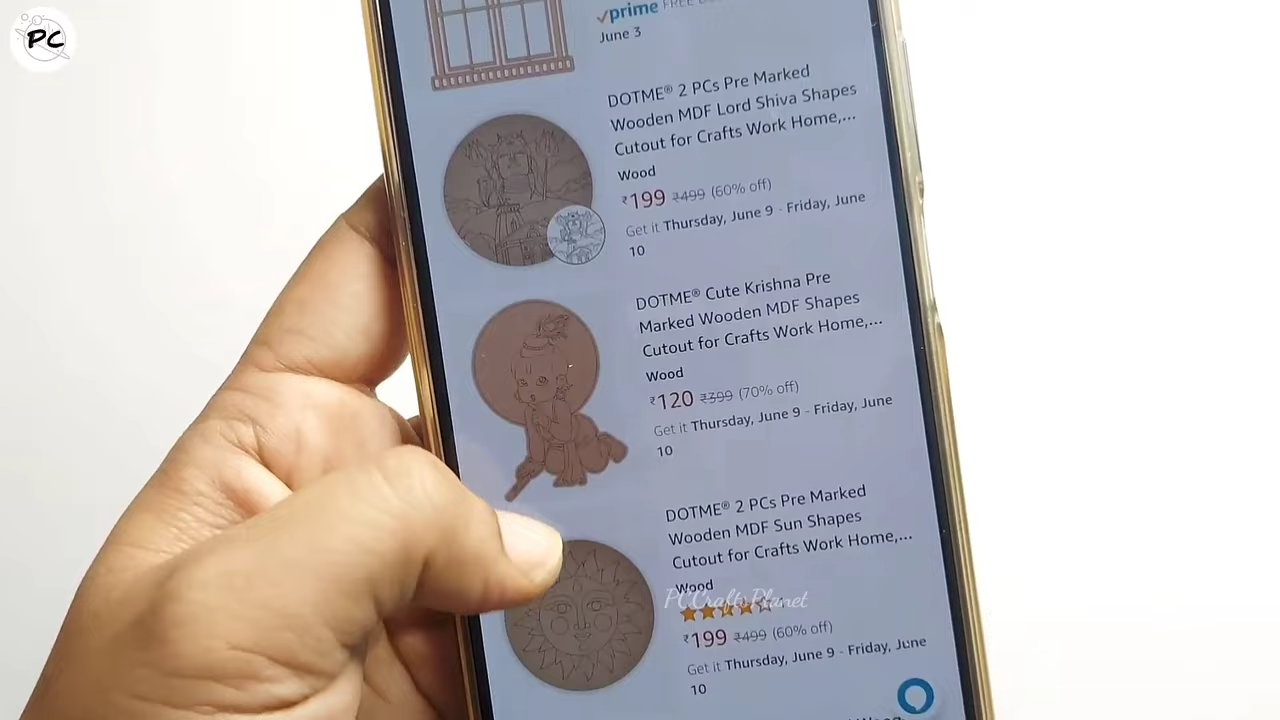 PC
prime FREE
June 3
DOTME® 2 PCs Pre Marked
Wooden MDF Lord Shiva Shapes
Cutout for Crafts Work Home,...
Wood
₹199 ₹499 (60% off)
Get it Thursday, June 9 - Friday, June
10
DOTME® Cute Krishna Pre
Marked Wooden MDF Shapes
Cutout for Crafts Work Home,...
Wood
₹120 ₹399 (70% off)
Get it Thursday, June 9 - Friday, June
10
DOTME® 2 PCs Pre Marked
Wooden MDF Sun Shapes
Cutout for Crafts Work Home,...
Wood
PC Crafts Planet
₹199 ₹499 (60% off)
Get it Thursday, June 9 - Friday, June
10